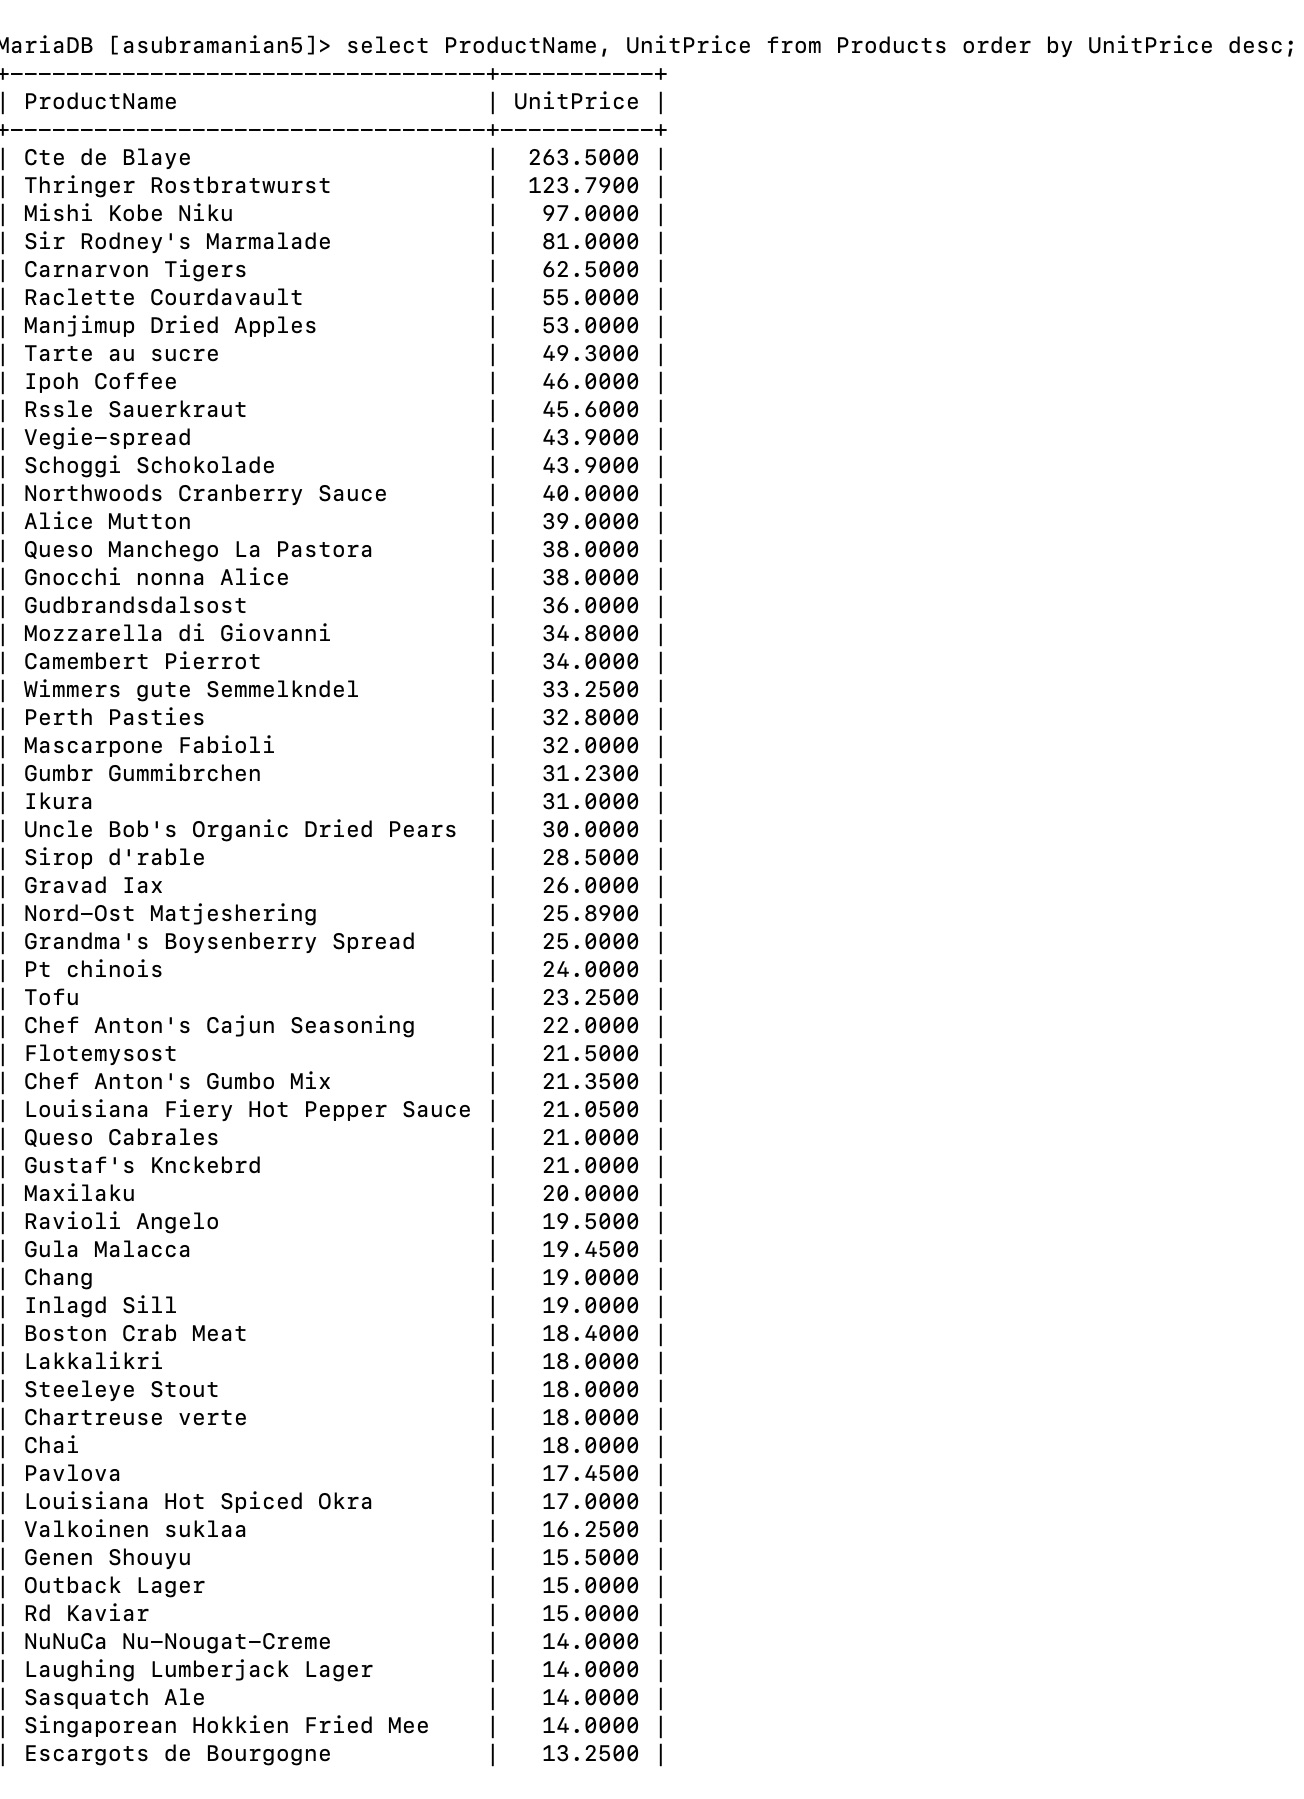 MariaDB [asubramanian5]> select ProductName, UnitPrice from Products order by UnitPrice desc;
+----------------------------------+-----------+
| ProductName                      | UnitPrice |
+----------------------------------+-----------+
| Cte de Blaye                     |  263.5000 |
| Thringer Rostbratwurst           |  123.7900 |
| Mishi Kobe Niku                  |   97.0000 |
| Sir Rodney's Marmalade           |   81.0000 |
| Carnarvon Tigers                 |   62.5000 |
| Raclette Courdavault             |   55.0000 |
| Manjimup Dried Apples            |   53.0000 |
| Tarte au sucre                   |   49.3000 |
| Ipoh Coffee                      |   46.0000 |
| Rssle Sauerkraut                 |   45.6000 |
| Vegie-spread                     |   43.9000 |
| Schoggi Schokolade               |   43.9000 |
| Northwoods Cranberry Sauce       |   40.0000 |
| Alice Mutton                     |   39.0000 |
| Queso Manchego La Pastora        |   38.0000 |
| Gnocchi nonna Alice              |   38.0000 |
| Gudbrandsdalsost                 |   36.0000 |
| Mozzarella di Giovanni           |   34.8000 |
| Camembert Pierrot                |   34.0000 |
| Wimmers gute Semmelkndel         |   33.2500 |
| Perth Pasties                    |   32.8000 |
| Mascarpone Fabioli               |   32.0000 |
| Gumbr Gummibrchen                |   31.2300 |
| Ikura                            |   31.0000 |
| Uncle Bob's Organic Dried Pears  |   30.0000 |
| Sirop d'rable                    |   28.5000 |
| Gravad Iax                       |   26.0000 |
| Nord-Ost Matjeshering            |   25.8900 |
| Grandma's Boysenberry Spread     |   25.0000 |
| Pt chinois                       |   24.0000 |
| Tofu                             |   23.2500 |
| Chef Anton's Cajun Seasoning     |   22.0000 |
| Flotemysost                      |   21.5000 |
| Chef Anton's Gumbo Mix           |   21.3500 |
| Louisiana Fiery Hot Pepper Sauce |   21.0500 |
| Queso Cabrales                   |   21.0000 |
| Gustaf's Knckebrd                |   21.0000 |
| Maxilaku                         |   20.0000 |
| Ravioli Angelo                   |   19.5000 |
| Gula Malacca                     |   19.4500 |
| Chang                            |   19.0000 |
| Inlagd Sill                      |   19.0000 |
| Boston Crab Meat                 |   18.4000 |
| Lakkalikri                       |   18.0000 |
| Steeleye Stout                   |   18.0000 |
| Chartreuse verte                 |   18.0000 |
| Chai                             |   18.0000 |
| Pavlova                          |   17.4500 |
| Louisiana Hot Spiced Okra        |   17.0000 |
| Valkoinen suklaa                 |   16.2500 |
| Genen Shouyu                     |   15.5000 |
| Outback Lager                    |   15.0000 |
| Rd Kaviar                        |   15.0000 |
| NuNuCa Nu-Nougat-Creme           |   14.0000 |
| Laughing Lumberjack Lager        |   14.0000 |
| Sasquatch Ale                    |   14.0000 |
| Singaporean Hokkien Fried Mee    |   14.0000 |
| Escargots de Bourgogne           |   13.2500 |